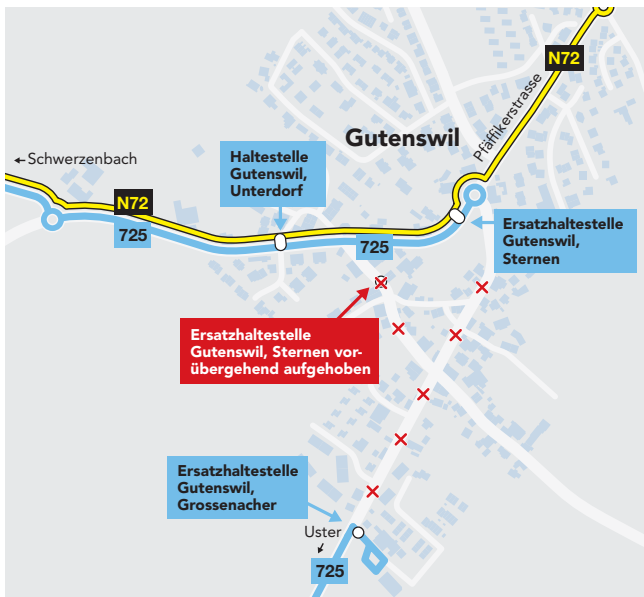 N72
Pfäffikerstrasse
Gutenswil
← Schwerzenbach
Haltestelle
Gutenswil,
Unterdorf
N72
725
725
Ersatzhaltestelle
Gutenswil,
Sternen
Ersatzhaltestelle
Gutenswil, Sternen vor-
übergehend aufgehoben
Ersatzhaltestelle
Gutenswil,
Grossenacher
Uster
725